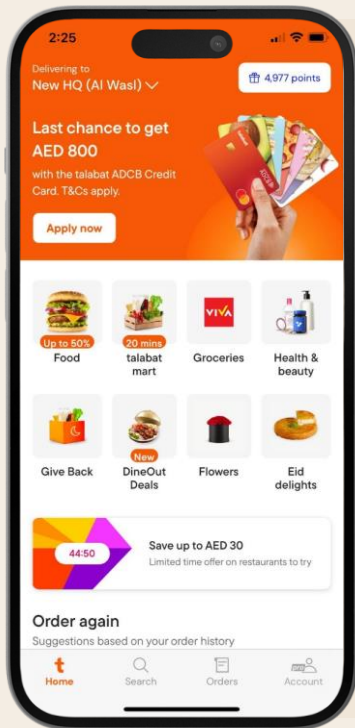 2:25
Delivering to
New HQ (Al Wasl)
4,977 points
Last chance to get
AED 800
with the talabat ADCB Credit
Card. T&Cs apply.
Apply now
Up to 50%
Food
20 mins
talabat
mart
VIVA
Groceries
Health &
beauty
Give Back
New
DineOut
Deals
Flowers
Eid
delights
44:50
Save up to AED 30
Limited time offer on restaurants to try
Order again
Suggestions based on your order history
t
Home
Search
Orders
Account